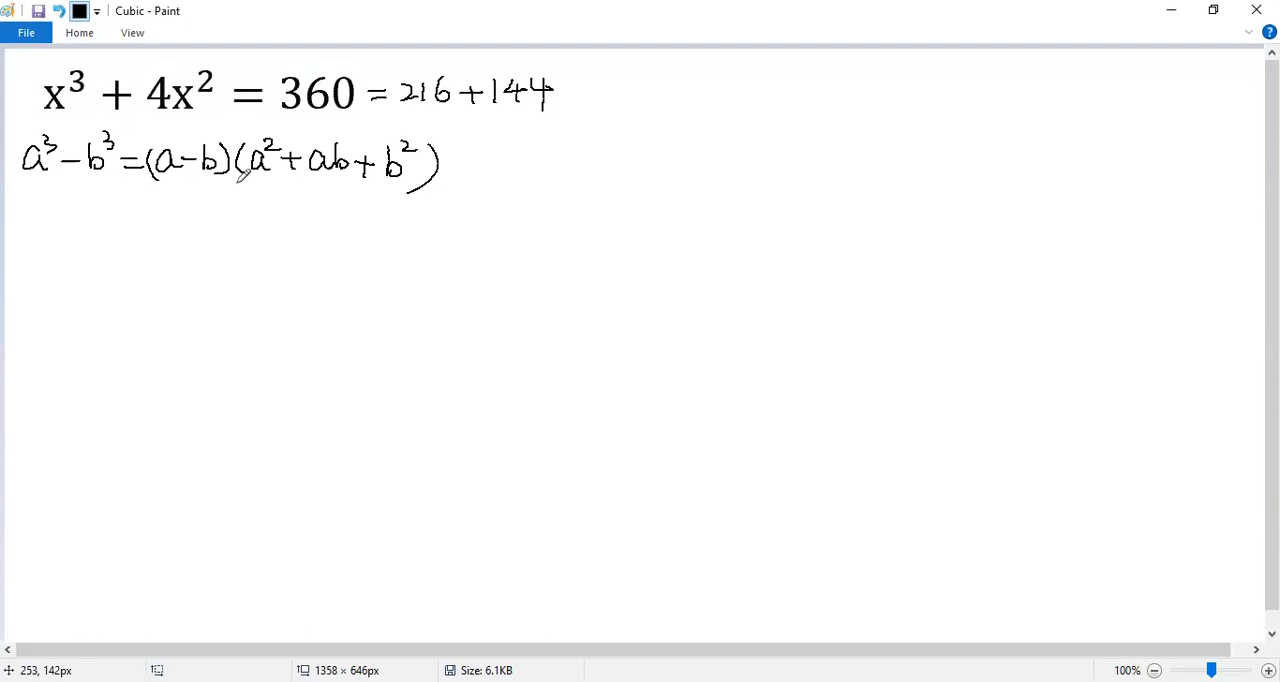 Cubic - Paint
File Home View
x³ + 4x² = 360 = 216 + 144
a³ - b³ = (a - b)(a² + ab + b²)
253, 142px 1358 × 646px Size: 6.1KB 100%